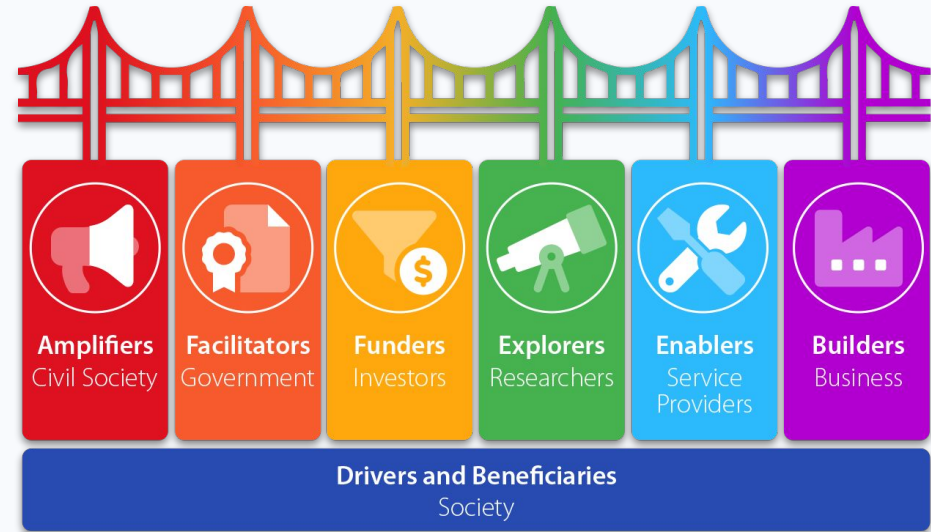 $
Amplifiers
Civil Society
Facilitators
Government
Funders
Investors
Explorers
Researchers
Enablers
Service
Providers
Builders
Business
Drivers and Beneficiaries
Society